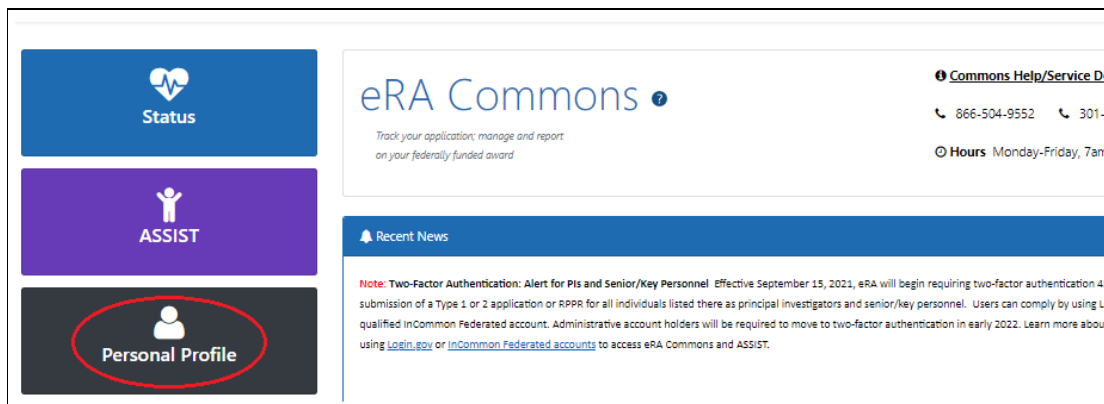 Status
ASSIST
Personal Profile
eRA Commons
Track your application; manage and report
on your federally funded award
Commons Help/Service D
866-504-9552 301-
Hours Monday-Friday, 7am
Recent News
Note: Two-Factor Authentication: Alert for PIs and Senior/Key Personnel Effective September 15, 2021, eRA will begin requiring two-factor authentication 4
submission of a Type 1 or 2 application or RPPR for all individuals listed there as principal investigators and senior/key personnel. Users can comply by using L
qualified InCommon Federated account. Administrative account holders will be required to move to two-factor authentication in early 2022. Learn more abou
using Login.gov or InCommon Federated accounts to access eRA Commons and ASSIST.